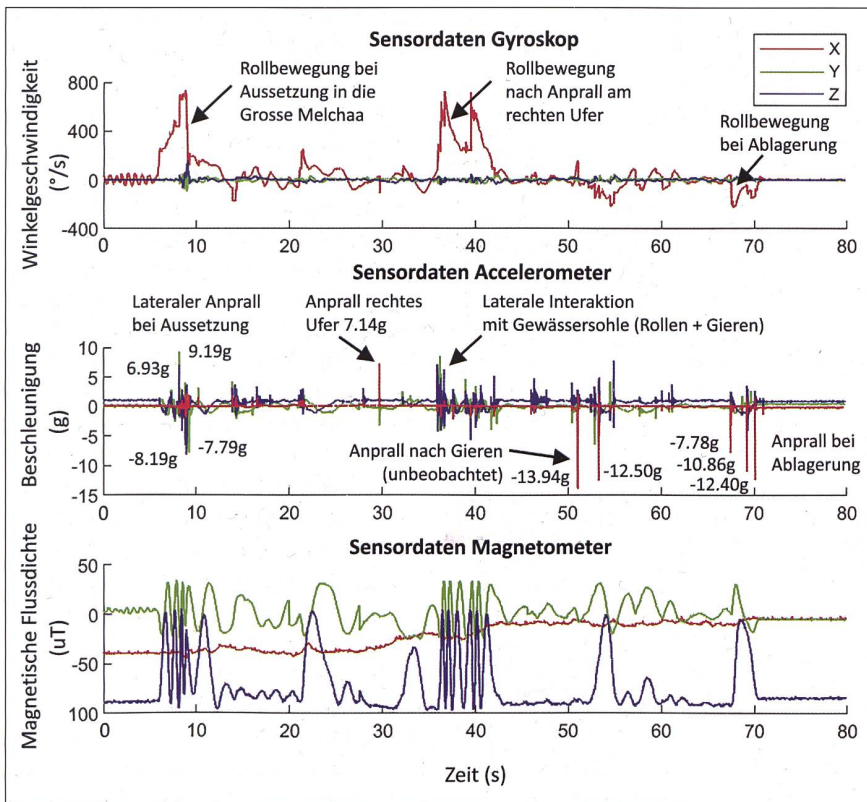 Sensordaten Gyroskop
X
Y
Z
Winkelgeschwindigkeit
(°/s)
800
400
0
-400
Rollbewegung bei
Aussetzung in die
Grosse Melchaa
Rollbewegung
nach Anprall am
rechten Ufer
Rollbewegung
bei Ablagerung
0 10 20 30 40 50 60 70 80
Sensordaten Accelerometer
Beschleunigung
(g)
10
5
0
-5
-10
-15
Lateraler Anprall
bei Aussetzung
Anprall rechtes
Ufer 7.14g
Laterale Interaktion
mit Gewässersohle (Rollen + Gieren)
6.93g
9.19g
-8.19g
-7.79g
Anprall nach Gieren
(unbeobachtet)
-13.94g
-12.50g
-7.78g
-10.86g
-12.40g
Anprall bei
Ablagerung
0 10 20 30 40 50 60 70 80
Sensordaten Magnetometer
Magnetische Flussdichte
(uT)
50
0
-50
100
0 10 20 30 40 50 60 70 80
Zeit (s)